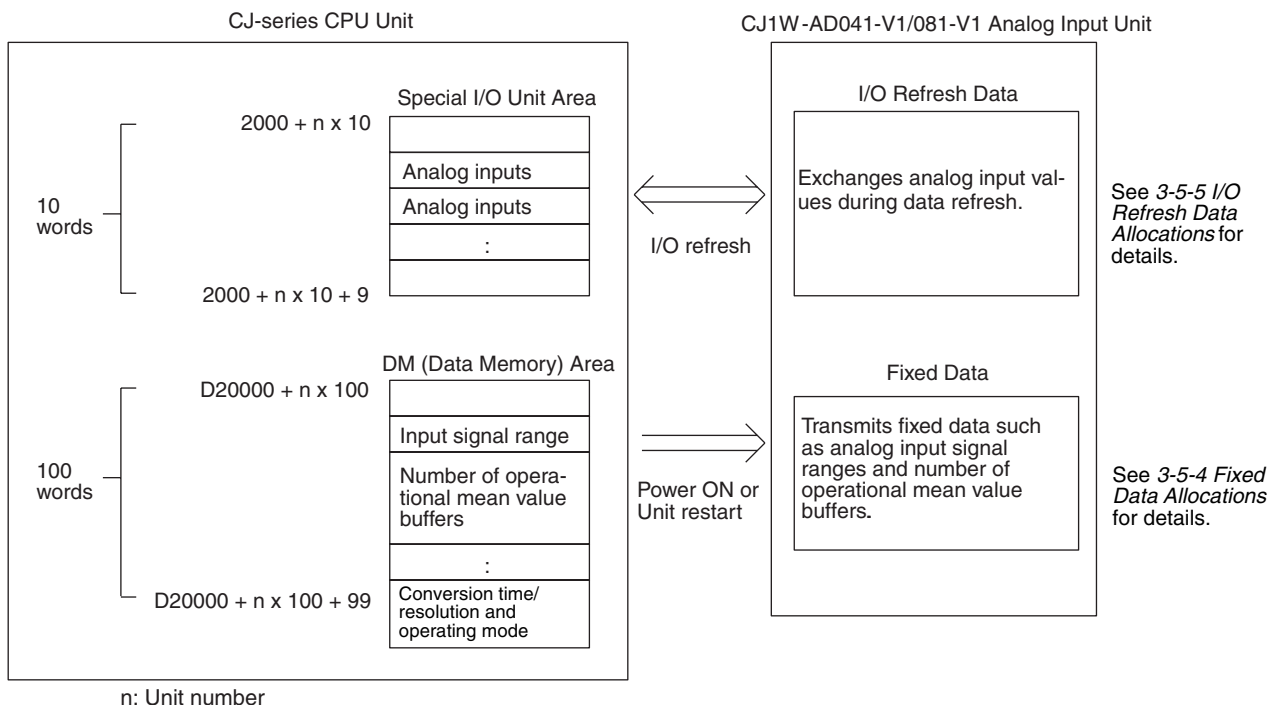 CJ-series CPU Unit
CJ1W-AD041-V1/081-V1 Analog Input Unit
Special I/O Unit Area
2000 + n x 10
Analog inputs
Analog inputs
:
2000 + n x 10 + 9
10
words
I/O refresh
I/O Refresh Data
Exchanges analog input val-
ues during data refresh.
See 3-5-5 I/O
Refresh Data
Allocations for
details.
DM (Data Memory) Area
D20000 + n x 100
Input signal range
Number of opera-
tional mean value
buffers
:
D20000 + n x 100 + 99
Conversion time/
resolution and
operating mode
100
words
Power ON or
Unit restart
Fixed Data
Transmits fixed data such
as analog input signal
ranges and number of
operational mean value
buffers.
See 3-5-4 Fixed
Data Allocations
for details.
n: Unit number